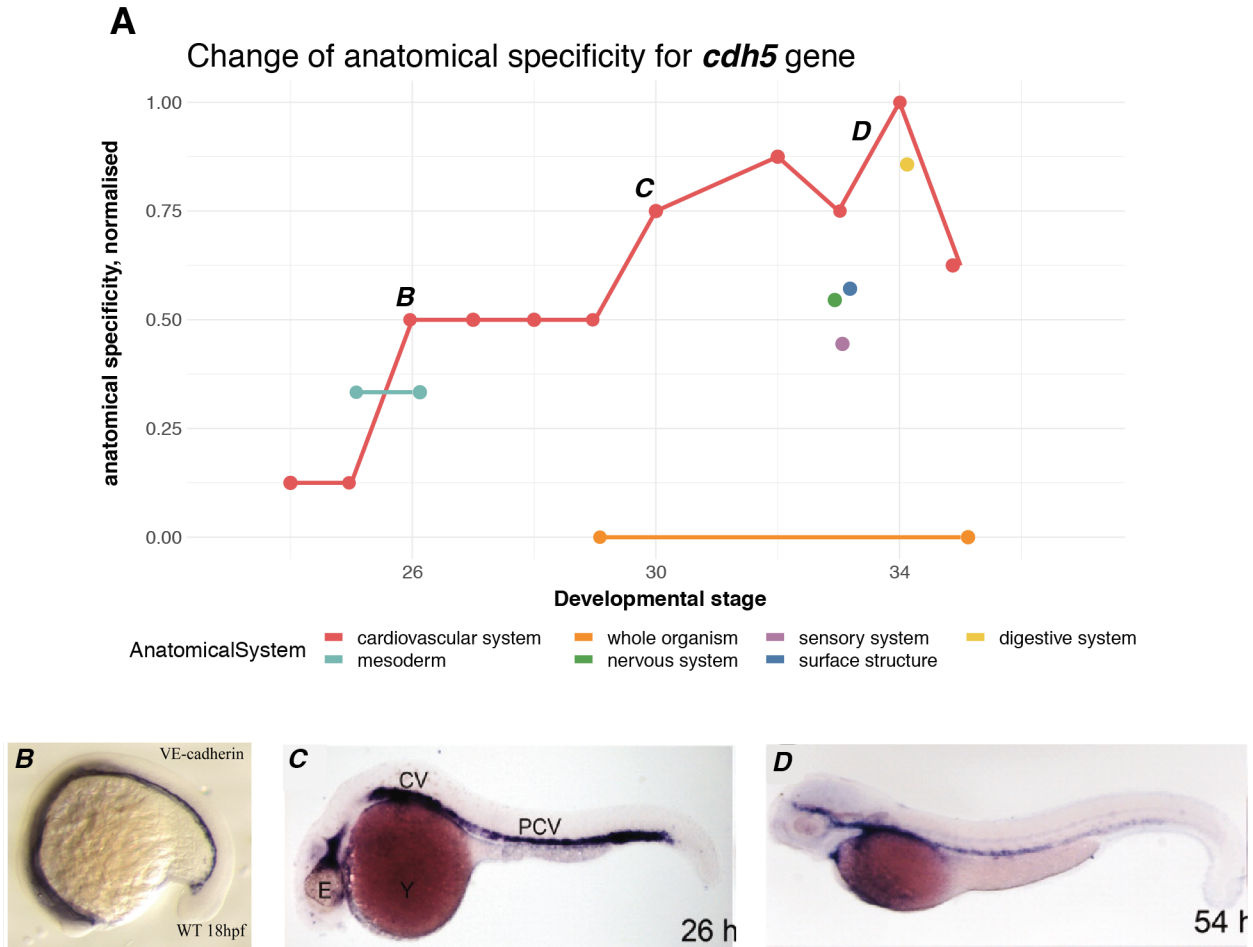 A
Change of anatomical specificity for cdh5 gene
1.00
0.75
0.50
0.25
0.00
anatomical specificity, normalised
B
C
D
26
30
34
Developmental stage
AnatomicalSystem
cardiovascular system
whole organism
sensory system
digestive system
mesoderm
nervous system
surface structure
B
VE-cadherin
WT 18hpf
C
CV
PCV
E
Y
26 h
D
54 h